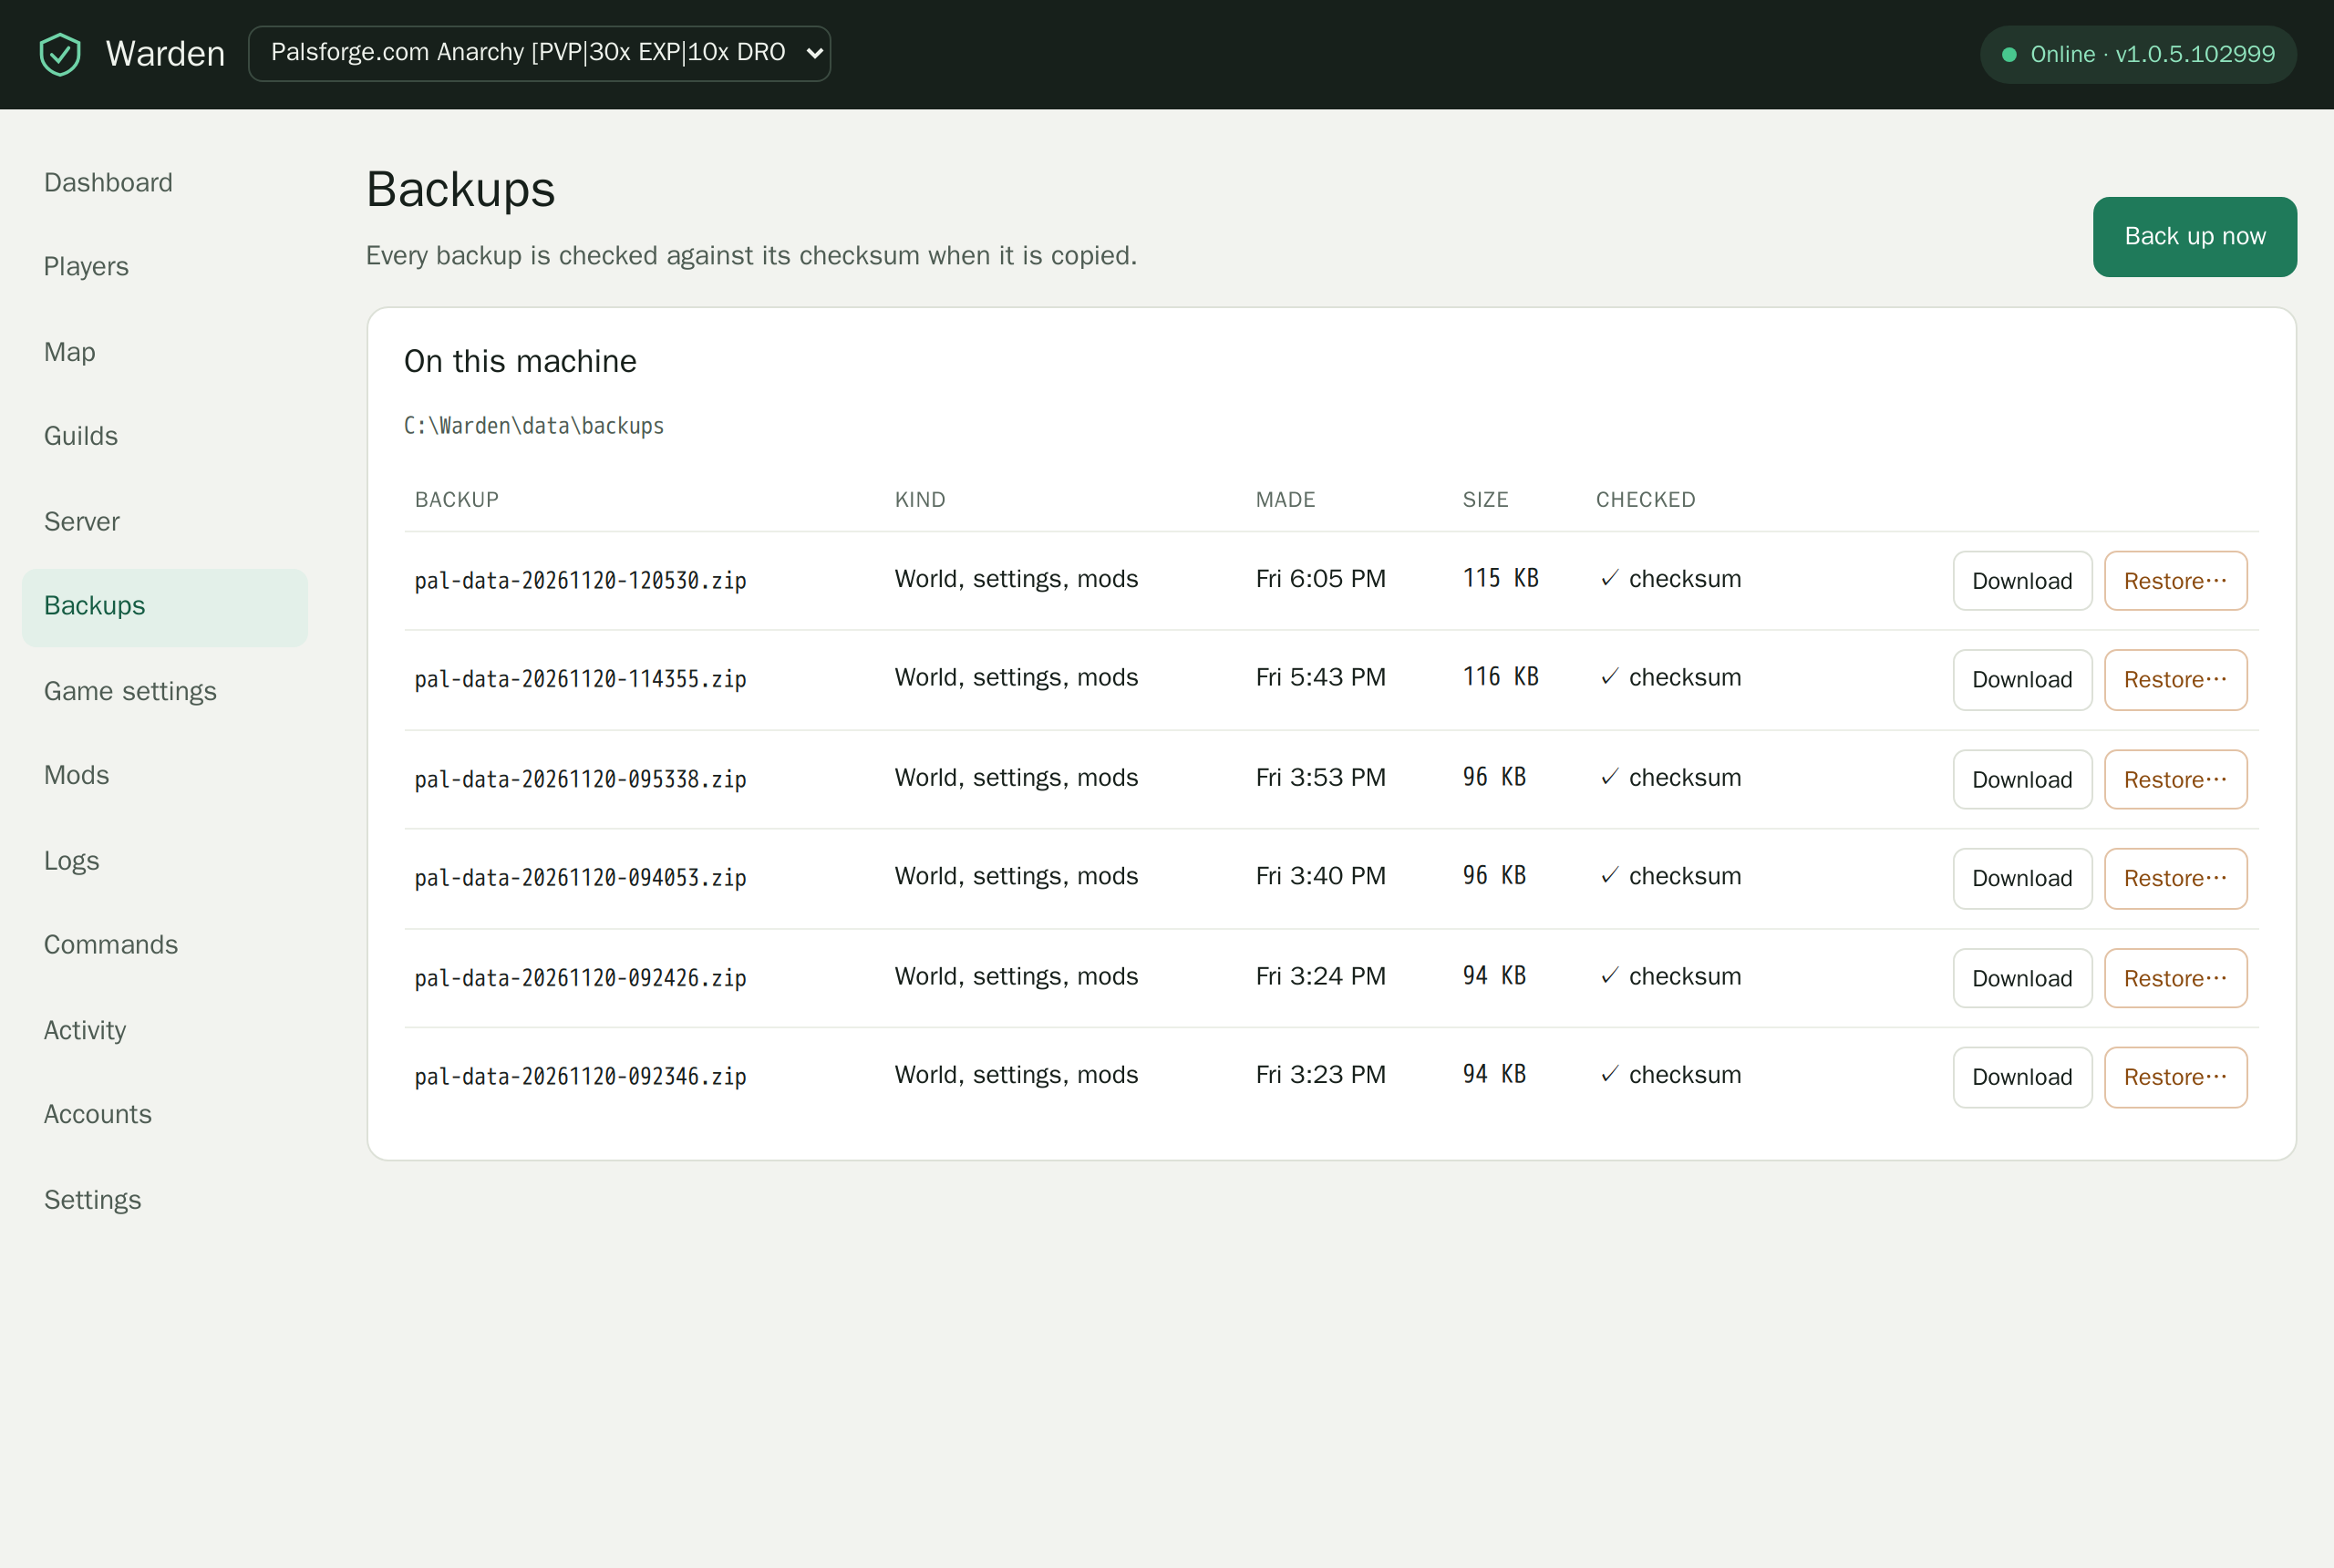 Warden
Palsforge.com Anarchy [PVP|30x EXP|10x DRO
Online · v1.0.5.102999
Dashboard
Players
Map
Guilds
Server
Backups
Game settings
Mods
Logs
Commands
Activity
Accounts
Settings
Backups
Every backup is checked against its checksum when it is copied.
Back up now
On this machine
C:\Warden\data\backups
BACKUP KIND MADE SIZE CHECKED
pal-data-20261120-120530.zip World, settings, mods Fri 6:05 PM 115 KB ✓ checksum Download Restore…
pal-data-20261120-114355.zip World, settings, mods Fri 5:43 PM 116 KB ✓ checksum Download Restore…
pal-data-20261120-095338.zip World, settings, mods Fri 3:53 PM 96 KB ✓ checksum Download Restore…
pal-data-20261120-094053.zip World, settings, mods Fri 3:40 PM 96 KB ✓ checksum Download Restore…
pal-data-20261120-092426.zip World, settings, mods Fri 3:24 PM 94 KB ✓ checksum Download Restore…
pal-data-20261120-092346.zip World, settings, mods Fri 3:23 PM 94 KB ✓ checksum Download Restore…